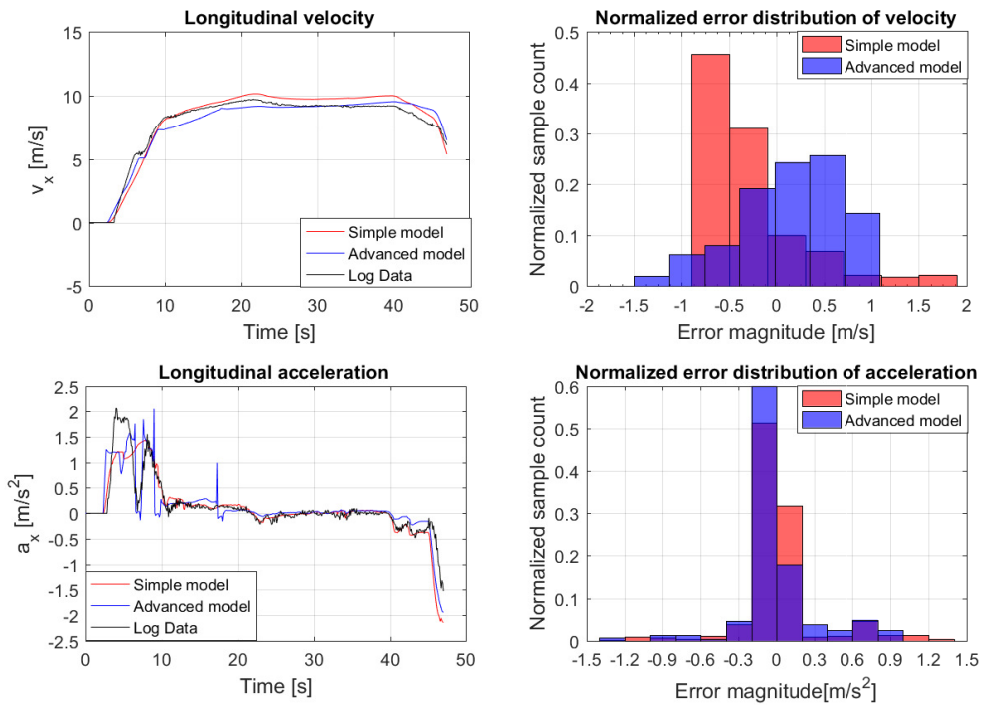 Longitudinal velocity
15
10
5
0
-5
v_x [m/s]
0 10 20 30 40 50
Time [s]
Simple model
Advanced model
Log Data
Normalized error distribution of velocity
0.5
0.4
0.3
0.2
0.1
0
Normalized sample count
-2 -1.5 -1 -0.5 0 0.5 1 1.5 2
Error magnitude [m/s]
Simple model
Advanced model
Longitudinal acceleration
2.5
2
1.5
1
0.5
0
-0.5
-1
-1.5
-2
-2.5
a_x [m/s²]
0 10 20 30 40 50
Time [s]
Simple model
Advanced model
Log Data
Normalized error distribution of acceleration
0.6
0.5
0.4
0.3
0.2
0.1
0
Normalized sample count
-1.5 -1.2 -0.9 -0.6 -0.3 0 0.3 0.6 0.9 1.2 1.5
Error magnitude[m/s²]
Simple model
Advanced model